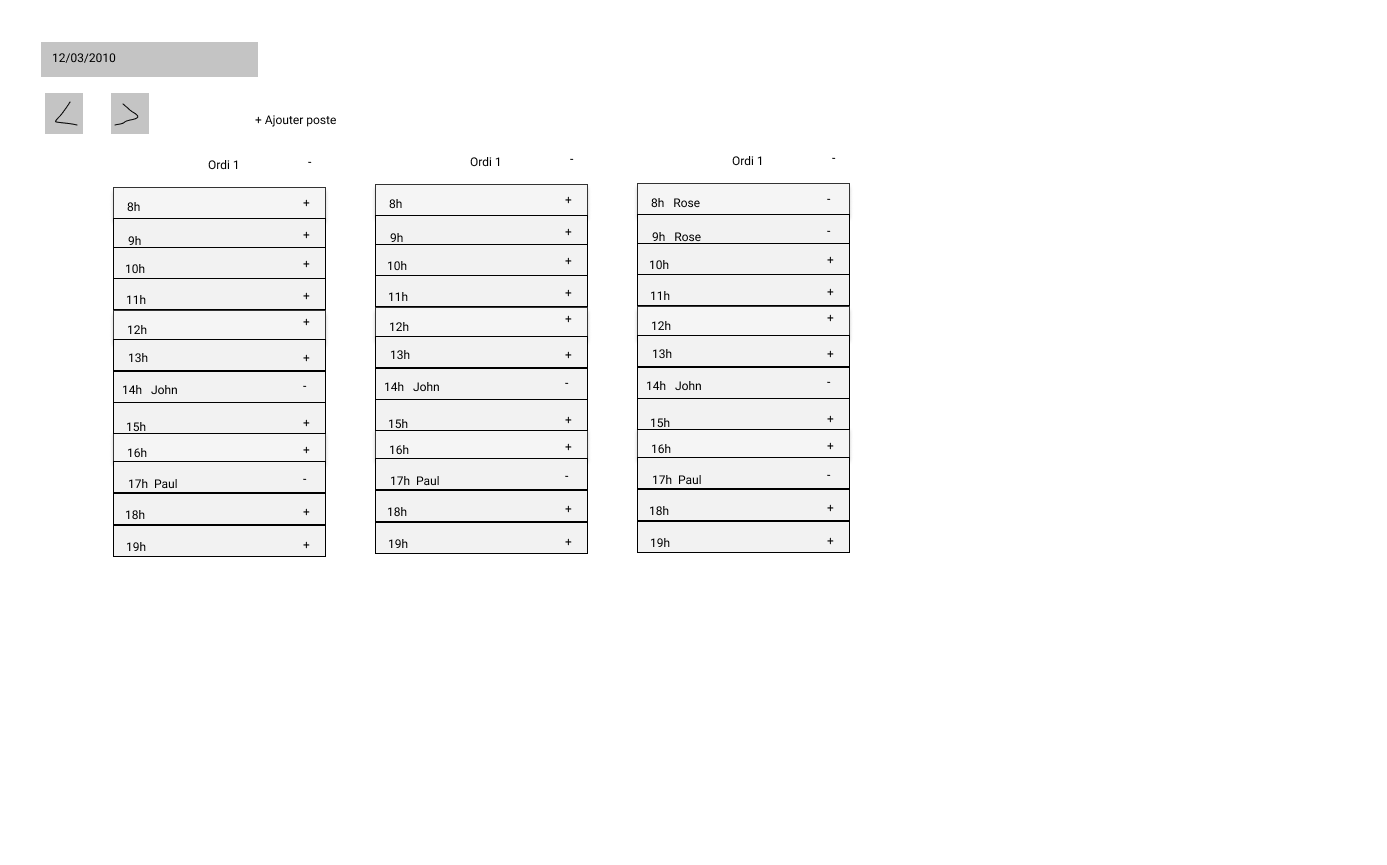 12/03/2010
< >
+ Ajouter poste
Ordi 1 -
8h +
9h +
10h +
11h +
12h +
13h +
14h John -
15h +
16h +
17h Paul -
18h +
19h +
Ordi 1 -
8h +
9h +
10h +
11h +
12h +
13h +
14h John -
15h +
16h +
17h Paul -
18h +
19h +
Ordi 1 -
8h Rose -
9h Rose -
10h +
11h +
12h +
13h +
14h John -
15h +
16h +
17h Paul -
18h +
19h +